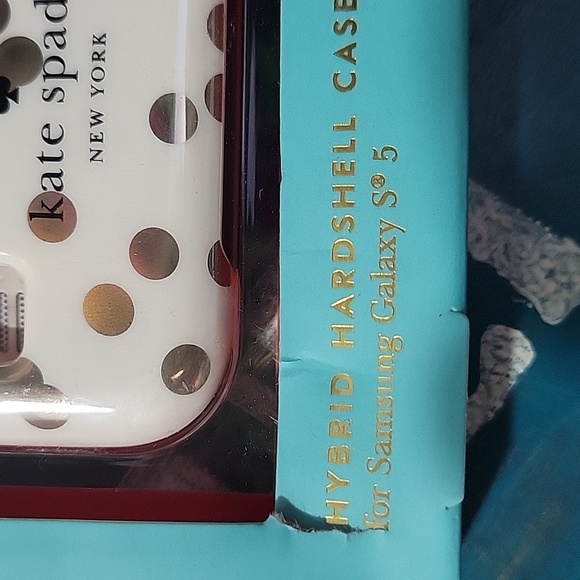 kate spad
NEW YORK
HYBRID HARDSHELL CASE
for Samsung Galaxy S® 5